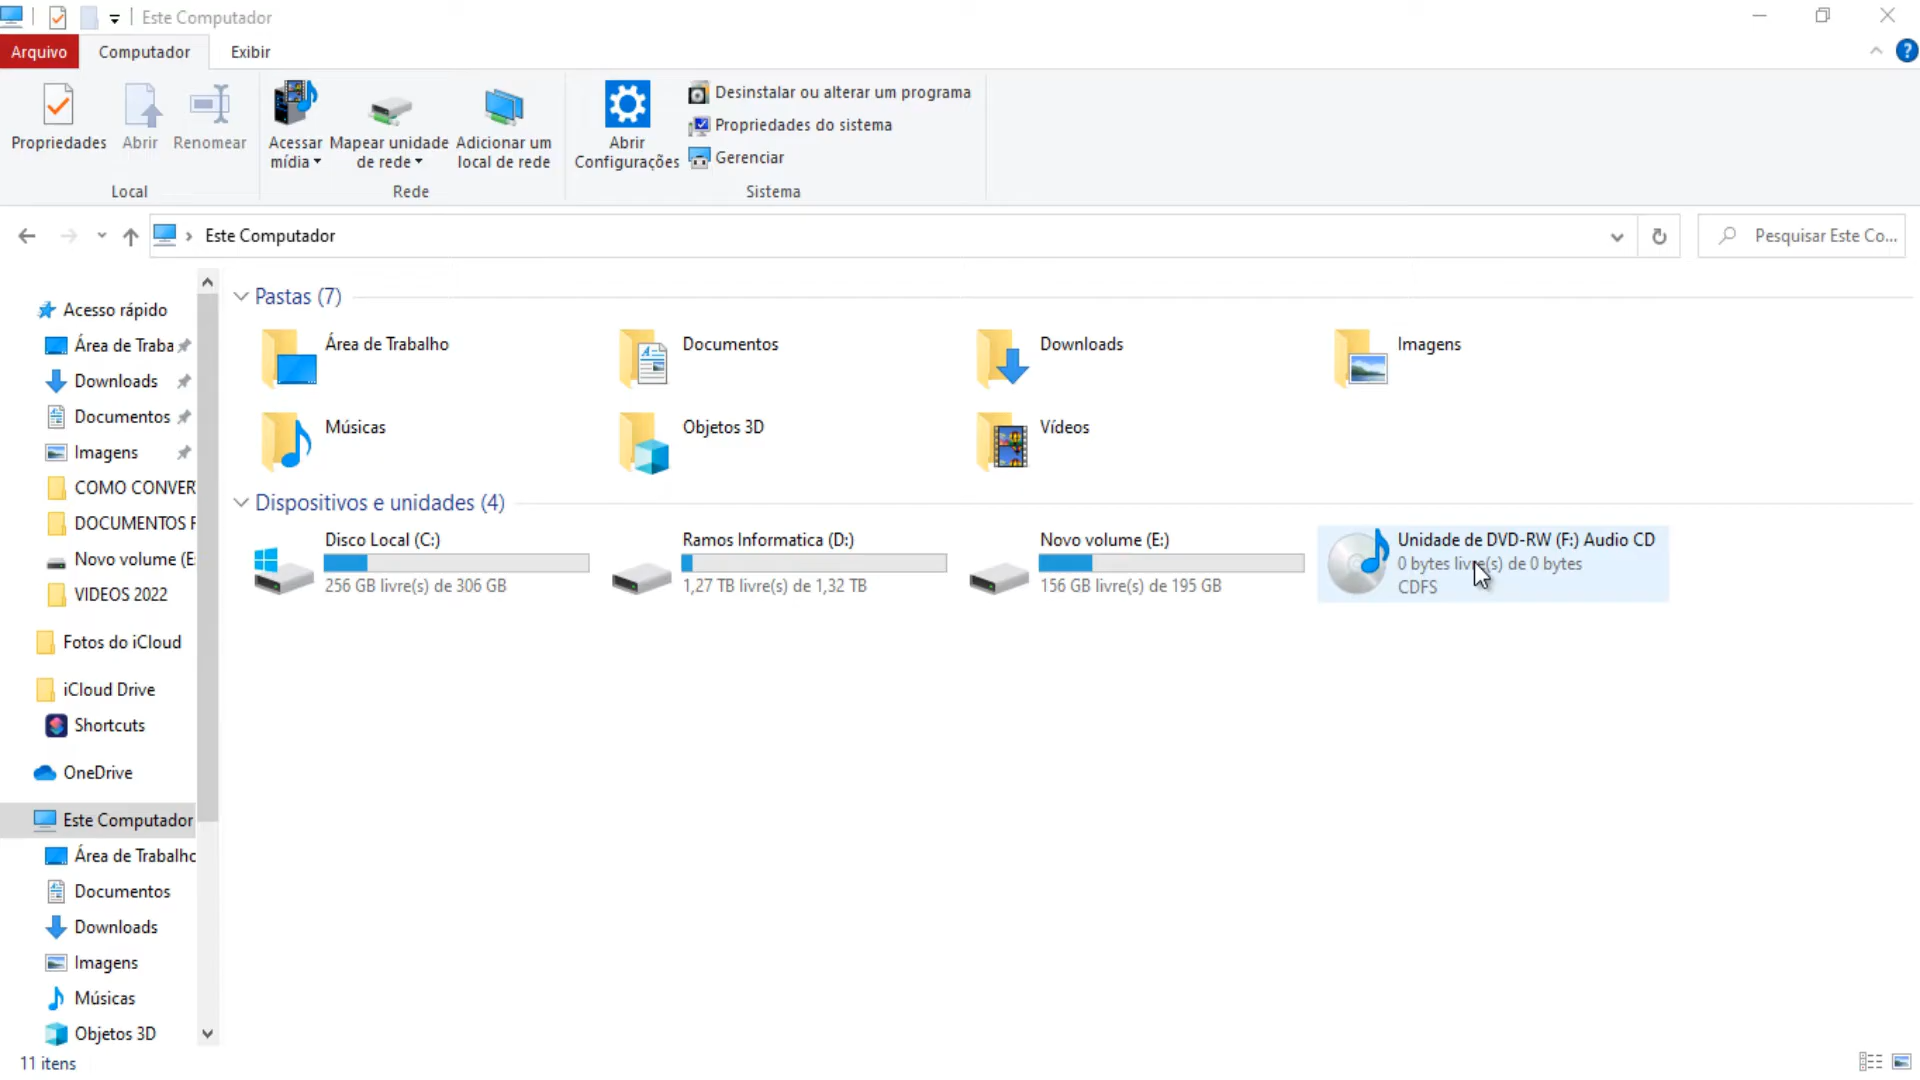 Este Computador
Arquivo
Computador
Exibir
Propriedades
Abrir
Renomear
Acessar
mídia
Mapear unidade
de rede
Adicionar um
local de rede
Abrir
Configurações
Desinstalar ou alterar um programa
Propriedades do sistema
Gerenciar
Local
Rede
Sistema
Este Computador
Pesquisar Este Co...
Acesso rápido
Área de Traba
Downloads
Documentos
Imagens
COMO CONVER
DOCUMENTOS F
Novo volume (E
VIDEOS 2022
Fotos do iCloud
iCloud Drive
Shortcuts
OneDrive
Este Computador
Área de Trabalho
Documentos
Downloads
Imagens
Músicas
Objetos 3D
Pastas (7)
Área de Trabalho
Documentos
Downloads
Imagens
Músicas
Objetos 3D
Vídeos
Dispositivos e unidades (4)
Disco Local (C:)
256 GB livre(s) de 306 GB
Ramos Informatica (D:)
1,27 TB livre(s) de 1,32 TB
Novo volume (E:)
156 GB livre(s) de 195 GB
Unidade de DVD-RW (F:) Audio CD
0 bytes livre(s) de 0 bytes
CDFS
11 itens